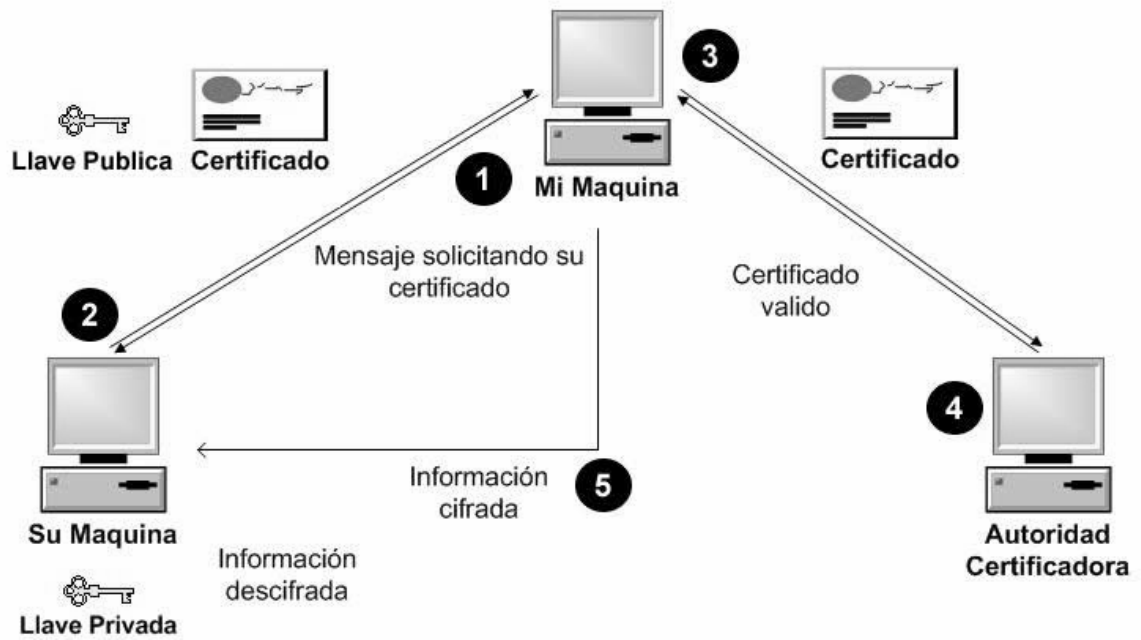 3
Llave Publica
Certificado
1
Mi Maquina
Certificado
Mensaje solicitando su
certificado
Certificado
valido
2
4
Información
cifrada
5
Su Maquina
Autoridad
Certificadora
Información
descifrada
Llave Privada